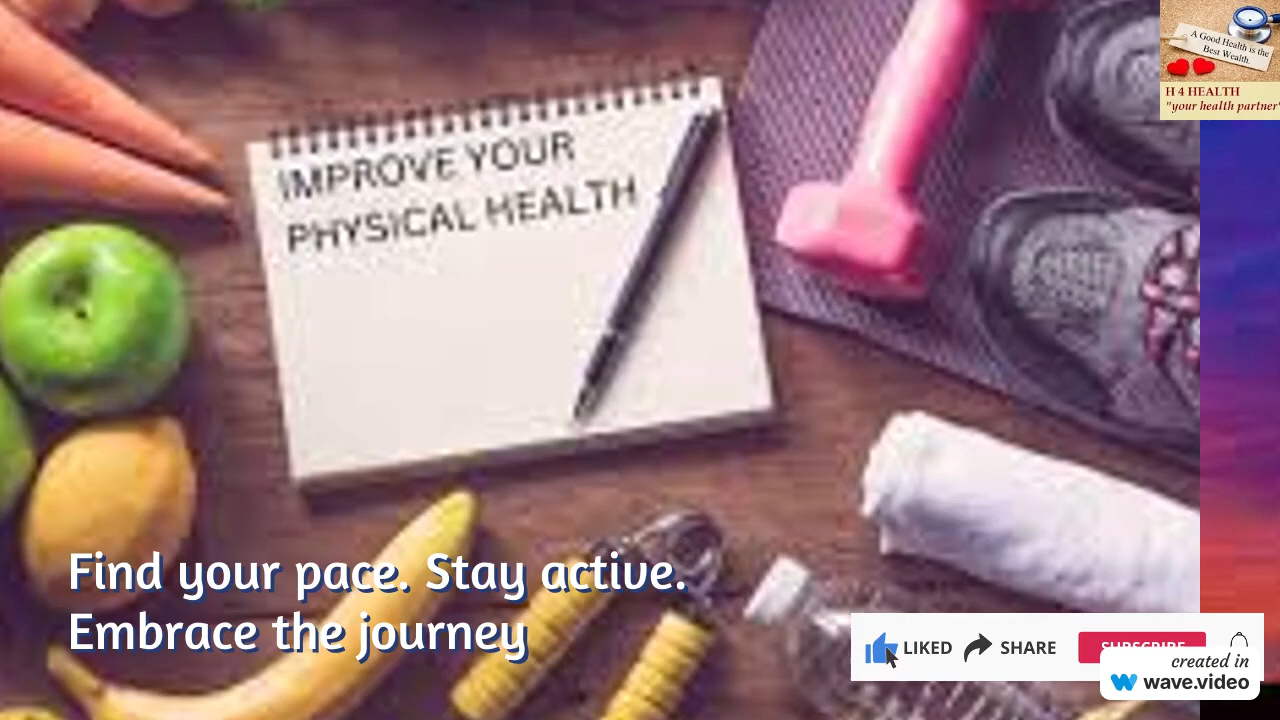 A Good Health is the
Best Wealth.
H 4 HEALTH
"your health partner"
IMPROVE YOUR
PHYSICAL HEALTH
Find your pace. Stay active.
Embrace the journey
LIKED
SHARE
SUBSCRIBE
created in
wave.video